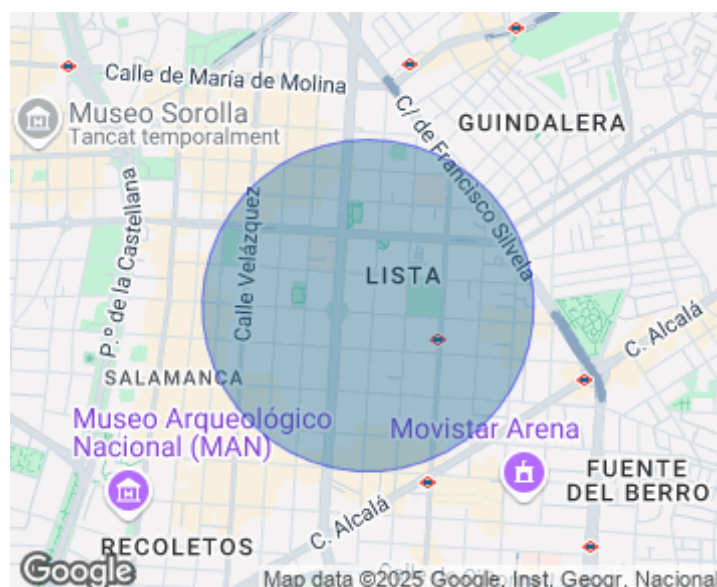 Calle de María de Molina
Museo Sorolla
Tancat temporalment
C/ de Francisco Silvela
GUINDALERA
P.º de la Castellana
Calle Velázquez
LISTA
C. Alcalá
SALAMANCA
Museo Arqueológico
Nacional (MAN)
Movistar Arena
FUENTE
DEL BERRO
C. Alcalá
RECOLETOS
Google
Map data ©2025 Google, Inst. Geogr. Nacional